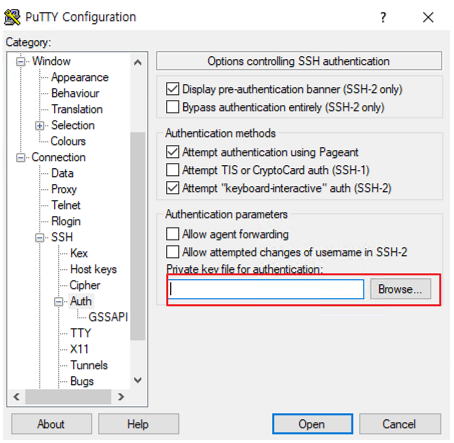 PuTTY Configuration
Category:
Window
Appearance
Behaviour
Translation
Selection
Colours
Connection
Data
Proxy
Telnet
Rlogin
SSH
Kex
Host keys
Cipher
Auth
GSSAPI
TTY
X11
Tunnels
Bugs
Options controlling SSH authentication
Display pre-authentication banner (SSH-2 only)
Bypass authentication entirely (SSH-2 only)
Authentication methods
Attempt authentication using Pageant
Attempt TIS or CryptoCard auth (SSH-1)
Attempt "keyboard-interactive" auth (SSH-2)
Authentication parameters
Allow agent forwarding
Allow attempted changes of username in SSH-2
Private key file for authentication:
Browse...
About
Help
Open
Cancel